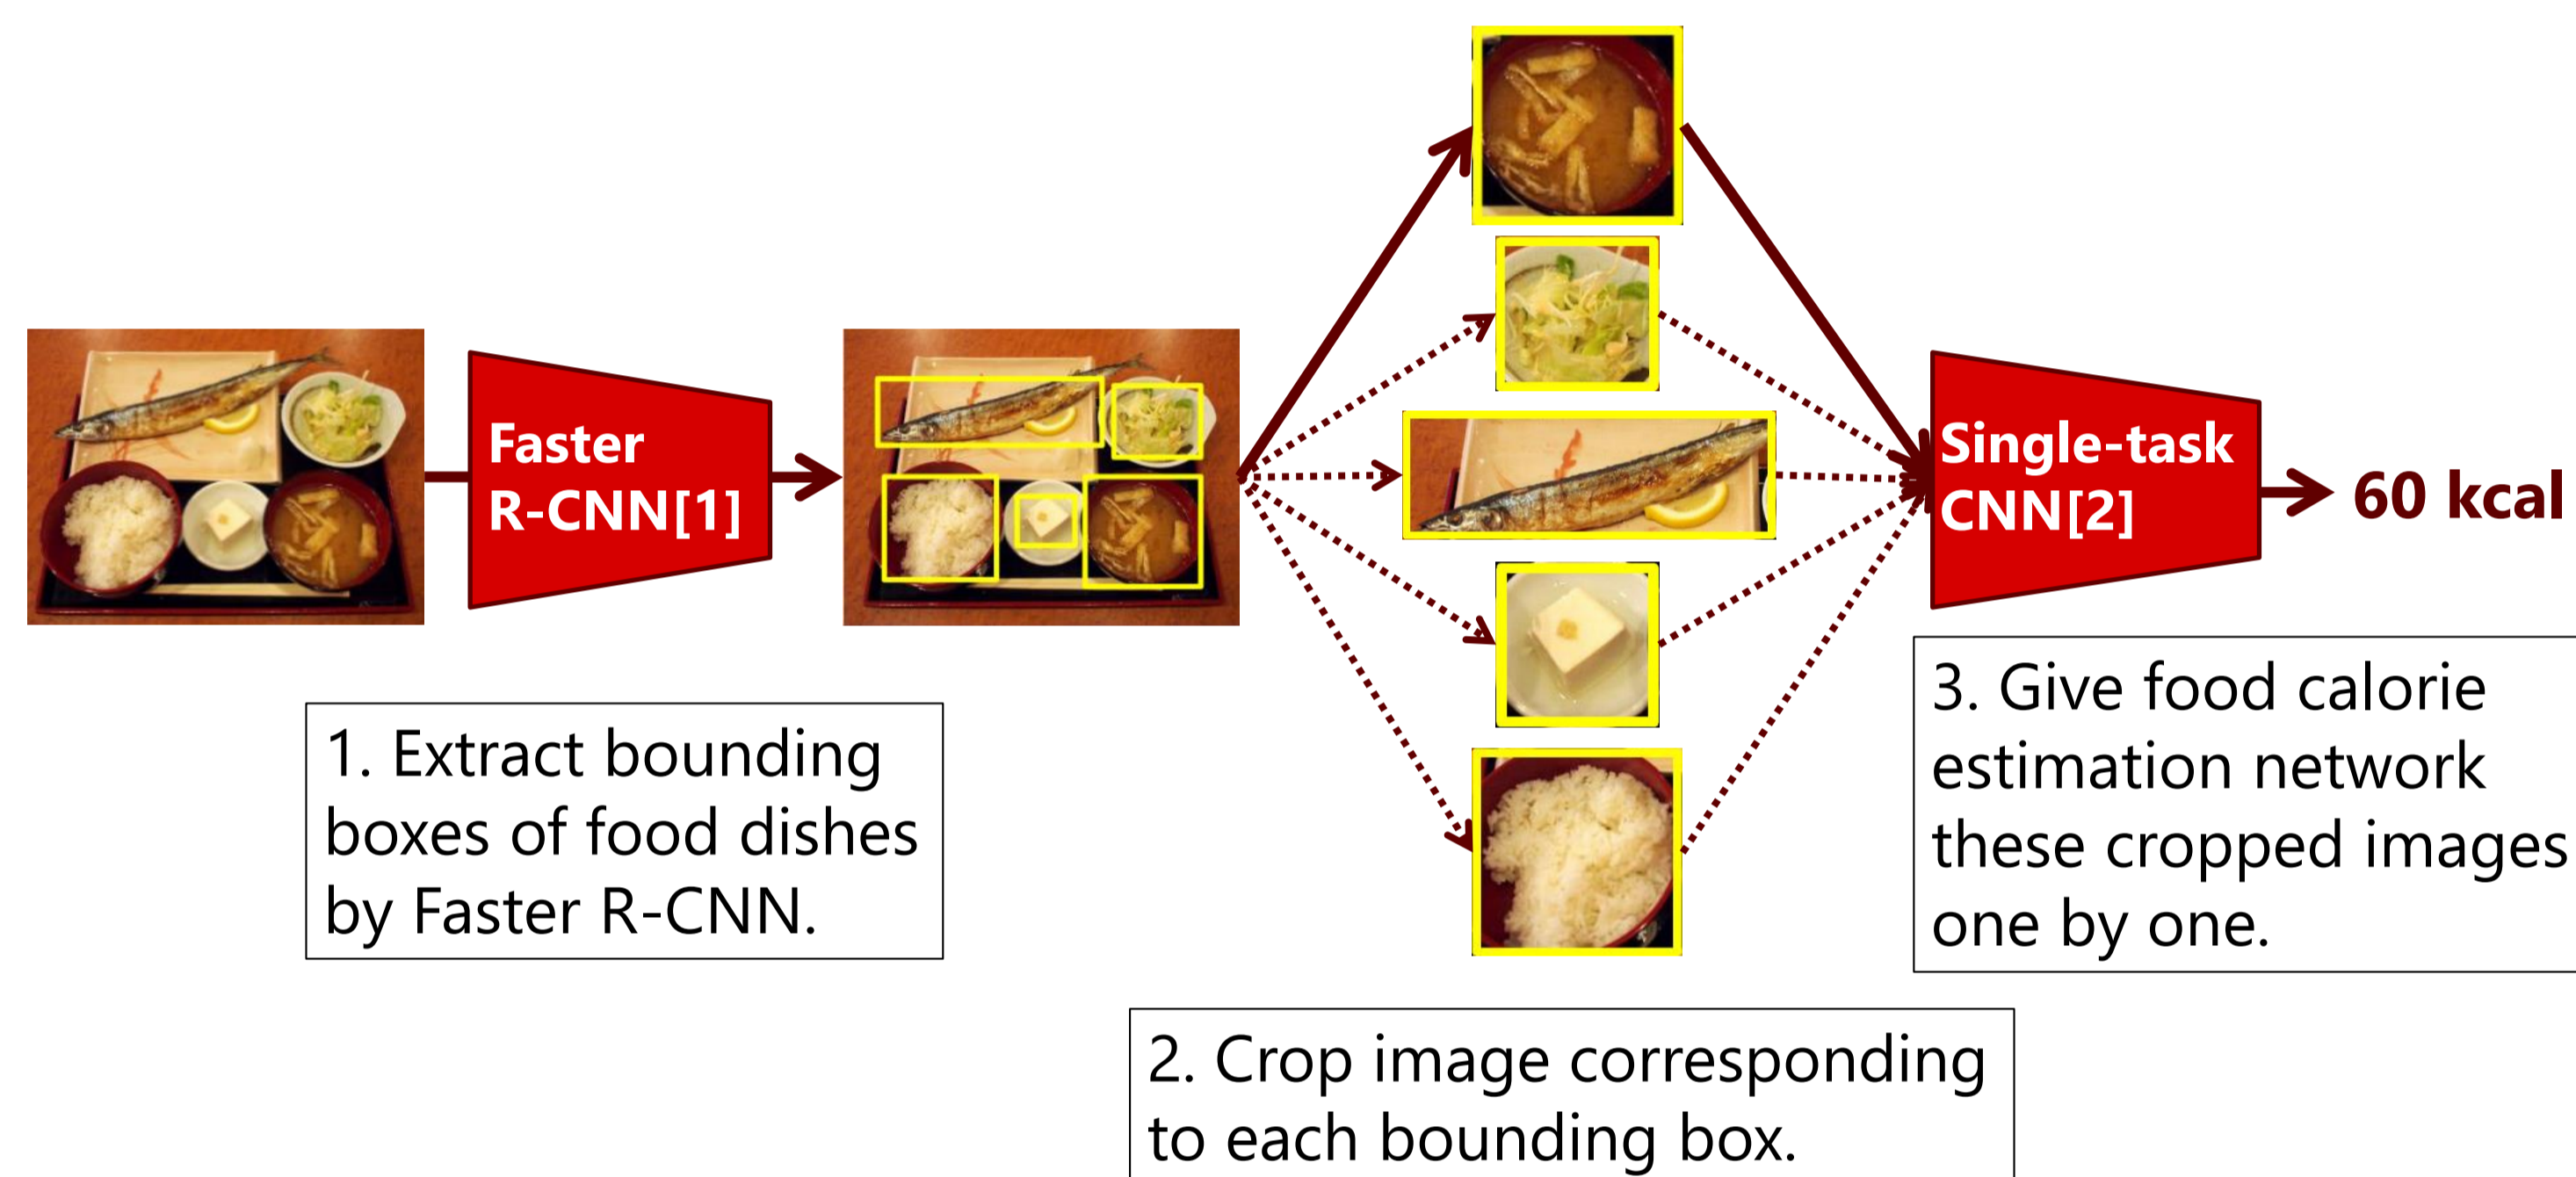 Faster
R-CNN[1]
Single-task
CNN[2]
60 kcal
1. Extract bounding
boxes of food dishes
by Faster R-CNN.
2. Crop image corresponding
to each bounding box.
3. Give food calorie
estimation network
these cropped images
one by one.